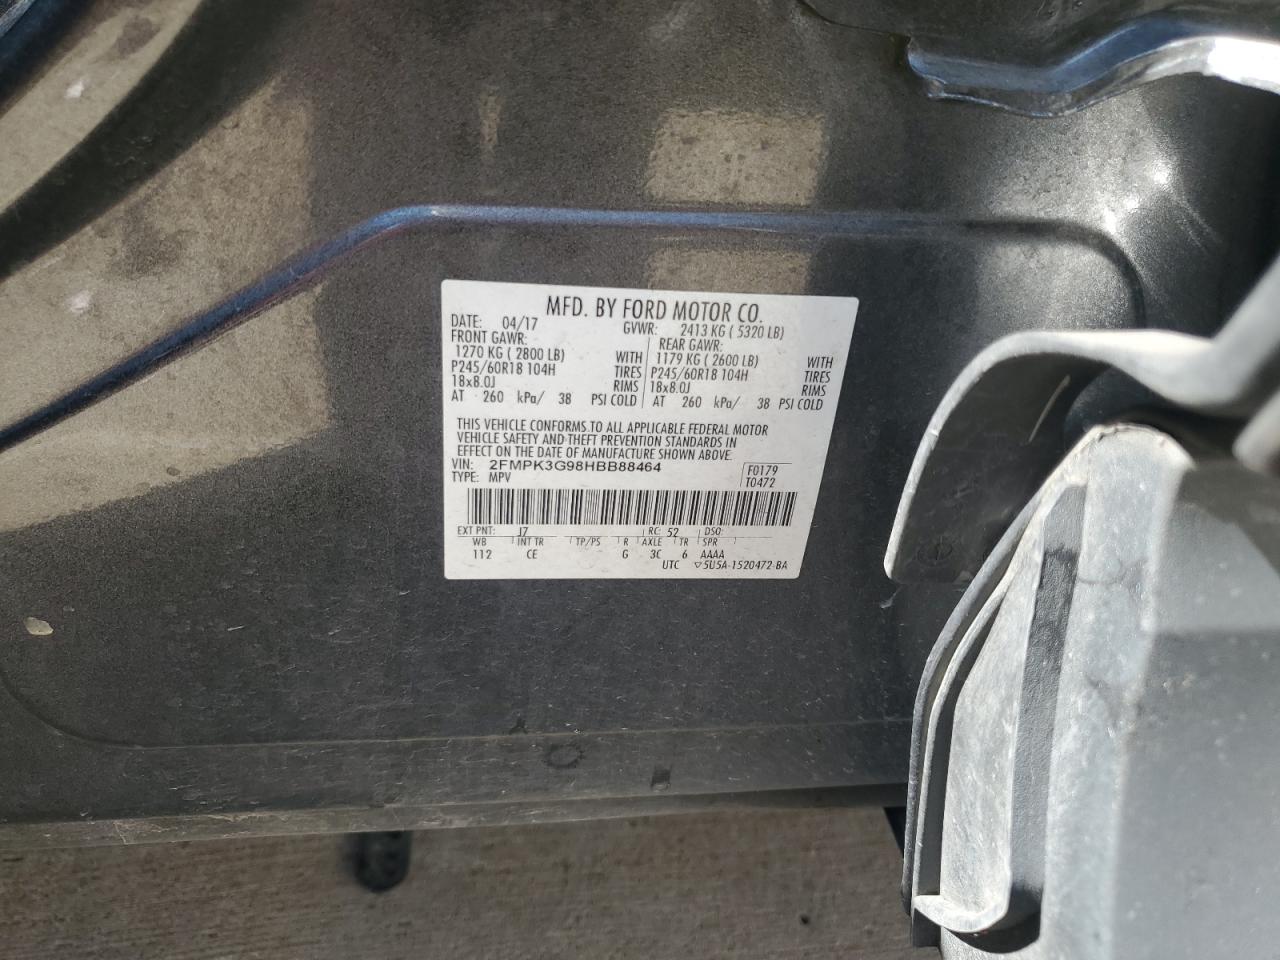 MFD. BY FORD MOTOR CO.
DATE: 04/17 GVWR: 2413 KG ( 5320 LB)
FRONT GAWR: REAR GAWR:
1270 KG ( 2800 LB) WITH 1179 KG ( 2600 LB) WITH
P245/60R18 104H TIRES P245/60R18 104H TIRES
18x8.0J RIMS 18x8.0J RIMS
AT 260 kPa/ 38 PSI COLD AT 260 kPa/ 38 PSI COLD
THIS VEHICLE CONFORMS TO ALL APPLICABLE FEDERAL MOTOR
VEHICLE SAFETY AND THEFT PREVENTION STANDARDS IN
EFFECT ON THE DATE OF MANUFACTURE SHOWN ABOVE.
VIN: 2FMPK3G98HBB88464 F0179
TYPE: MPV T0472
EXT PNT: J7 RC: 52 DSO:
WB INT TR TP/PS R AXLE TR SPR
112 CE G 3C 6 AAAA
UTC ▽5U5A-1520472-BA